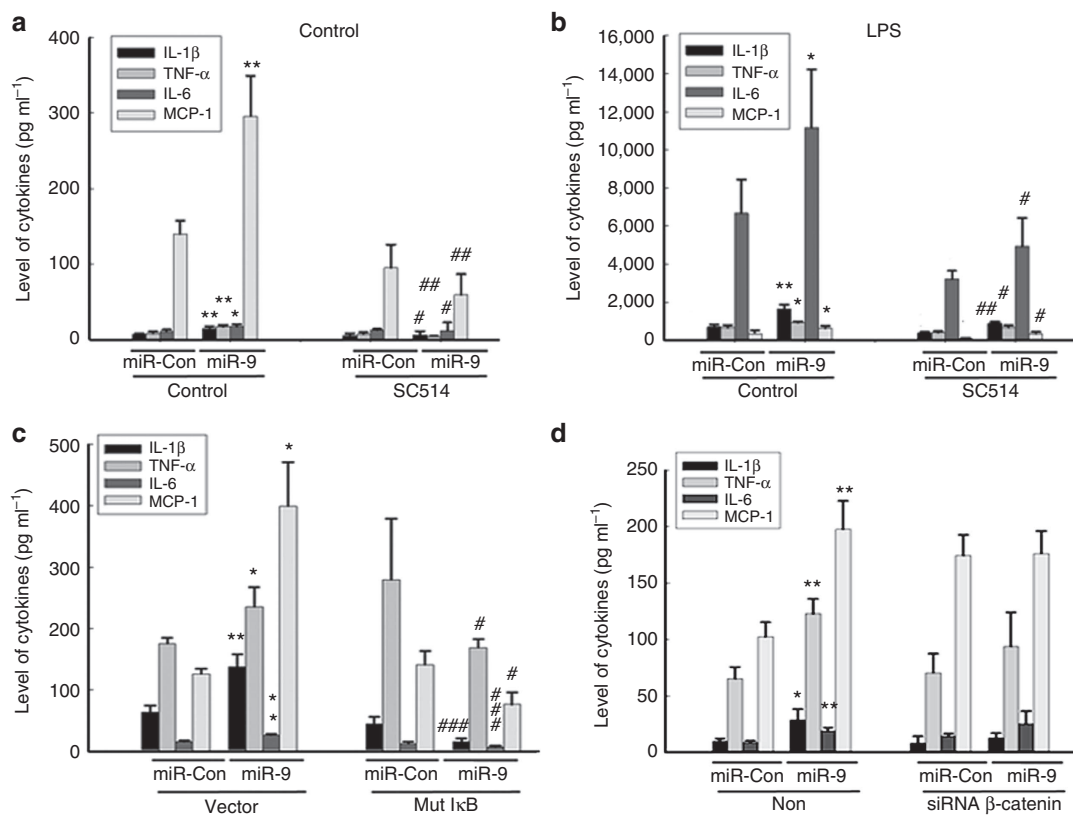 a
Control
400
300
200
100
0
Level of cytokines (pg ml⁻¹)
IL-1β
TNF-α
IL-6
MCP-1
**
**
**
*
##
#
#
##
miR-Con miR-9 miR-Con miR-9
Control SC514
b
LPS
16,000
14,000
12,000
10,000
8,000
6,000
4,000
2,000
0
Level of cytokines (pg ml⁻¹)
IL-1β
TNF-α
IL-6
MCP-1
**
*
*
*
##
#
#
#
miR-Con miR-9 miR-Con miR-9
Control SC514
c
500
400
300
200
100
0
Level of cytokines (pg ml⁻¹)
IL-1β
TNF-α
IL-6
MCP-1
**
*
**
*
###
#
###
#
miR-Con miR-9 miR-Con miR-9
Vector Mut IκB
d
250
200
150
100
50
0
Level of cytokines (pg ml⁻¹)
IL-1β
TNF-α
IL-6
MCP-1
*
**
**
**
miR-Con miR-9 miR-Con miR-9
Non siRNA β-catenin